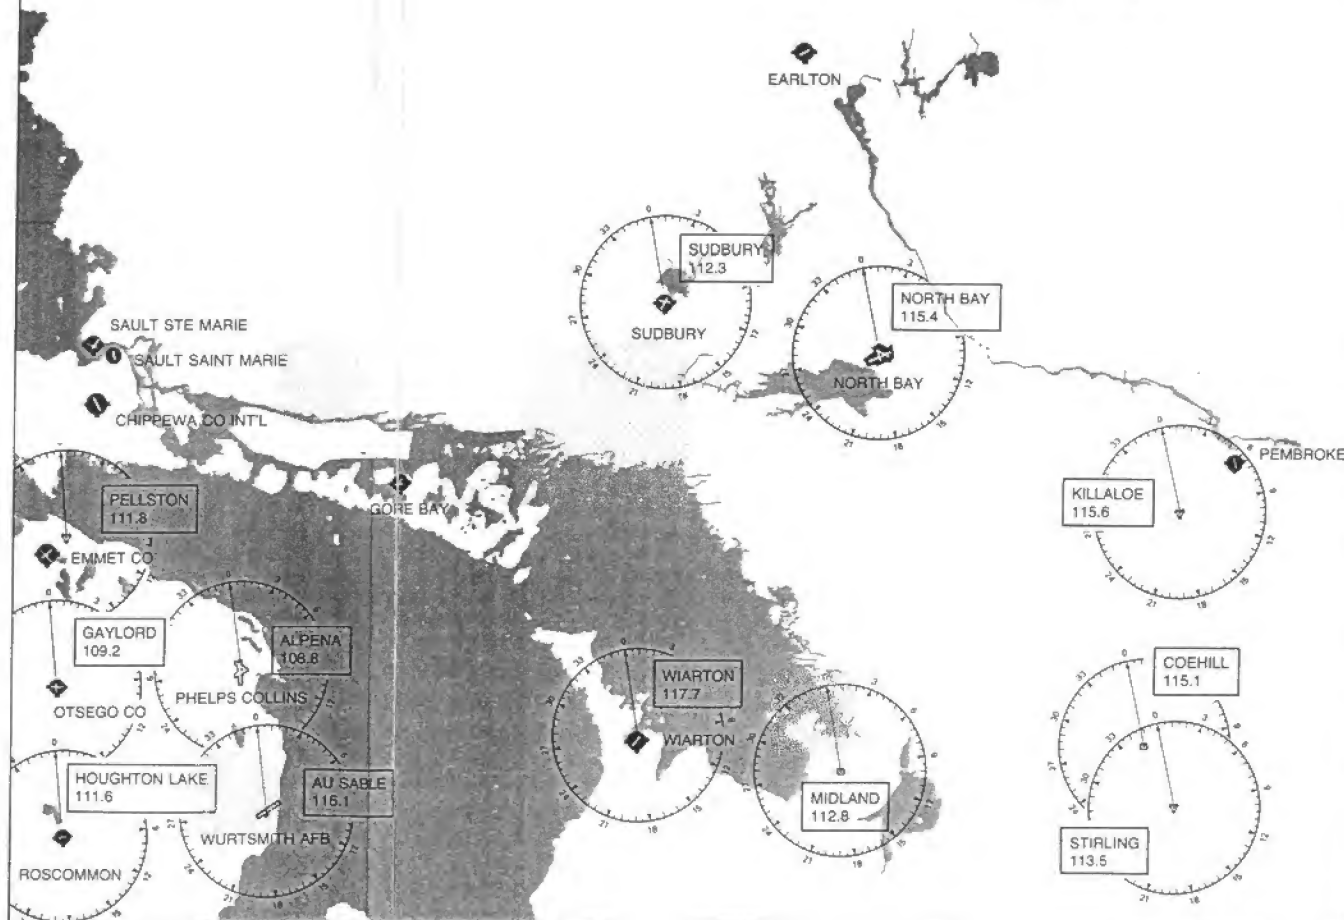 EARLTON
SUDBURY
112.3
SUDBURY
NORTH BAY
115.4
NORTH BAY
SAULT STE MARIE
SAULT SAINT MARIE
CHIPPEWA CO INT'L
PELLSTON
111.8
EMMET CO
GORE BAY
PEMBROKE
KILLALOE
115.6
GAYLORD
109.2
OTSEGO CO
ALPENA
108.8
PHELPS COLLINS
WIARTON
117.7
WIARTON
COEHILL
115.1
HOUGHTON LAKE
111.6
ROSCOMMON
AU SABLE
116.1
WURTSMITH AFB
MIDLAND
112.8
STIRLING
113.5